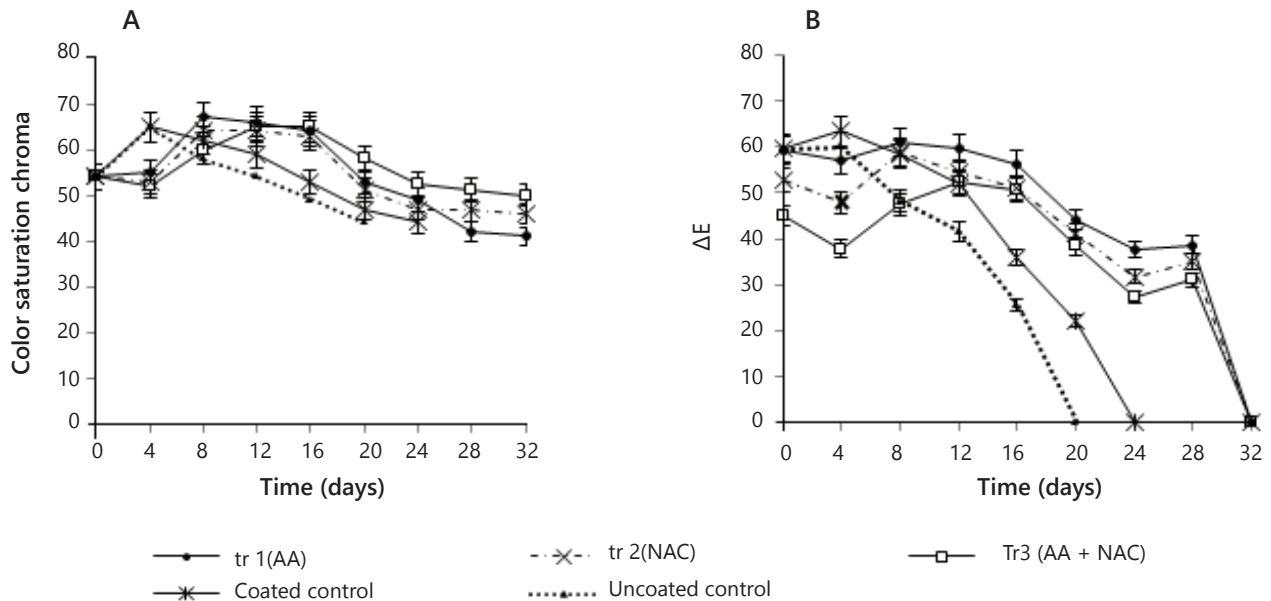 A
80
70
60
50
40
30
20
10
0
Color saturation chroma
0 4 8 12 16 20 24 28 32
Time (days)
B
80
70
60
50
40
30
20
10
0
ΔE
0 4 8 12 16 20 24 28 32
Time (days)
tr 1(AA) tr 2(NAC) Tr3 (AA + NAC)
Coated control Uncoated control